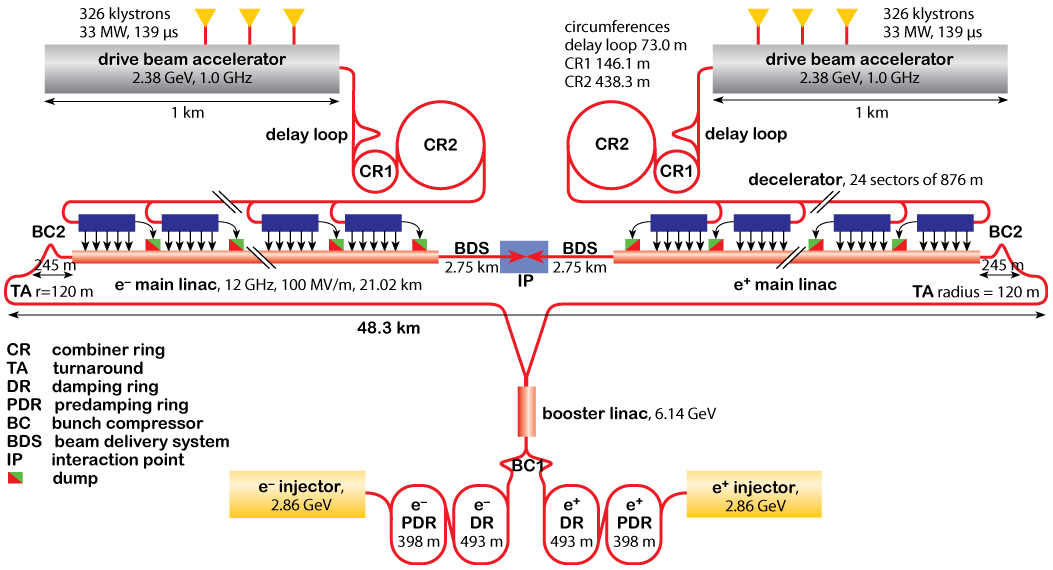 326 klystrons
33 MW, 139 µs
drive beam accelerator
2.38 GeV, 1.0 GHz
1 km
delay loop
CR1
CR2
circumferences
delay loop 73.0 m
CR1 146.1 m
CR2 438.3 m
326 klystrons
33 MW, 139 µs
drive beam accelerator
2.38 GeV, 1.0 GHz
1 km
delay loop
CR2
CR1
decelerator, 24 sectors of 876 m
BC2
245 m
TA r=120 m
e– main linac, 12 GHz, 100 MV/m, 21.02 km
BDS
2.75 km
IP
BDS
2.75 km
e+ main linac
BC2
245 m
TA radius = 120 m
48.3 km
CR combiner ring
TA turnaround
DR damping ring
PDR predamping ring
BC bunch compressor
BDS beam delivery system
IP interaction point
dump
booster linac, 6.14 GeV
BC1
e– injector,
2.86 GeV
e–
PDR
398 m
e–
DR
493 m
e+
DR
493 m
e+
PDR
398 m
e+ injector,
2.86 GeV